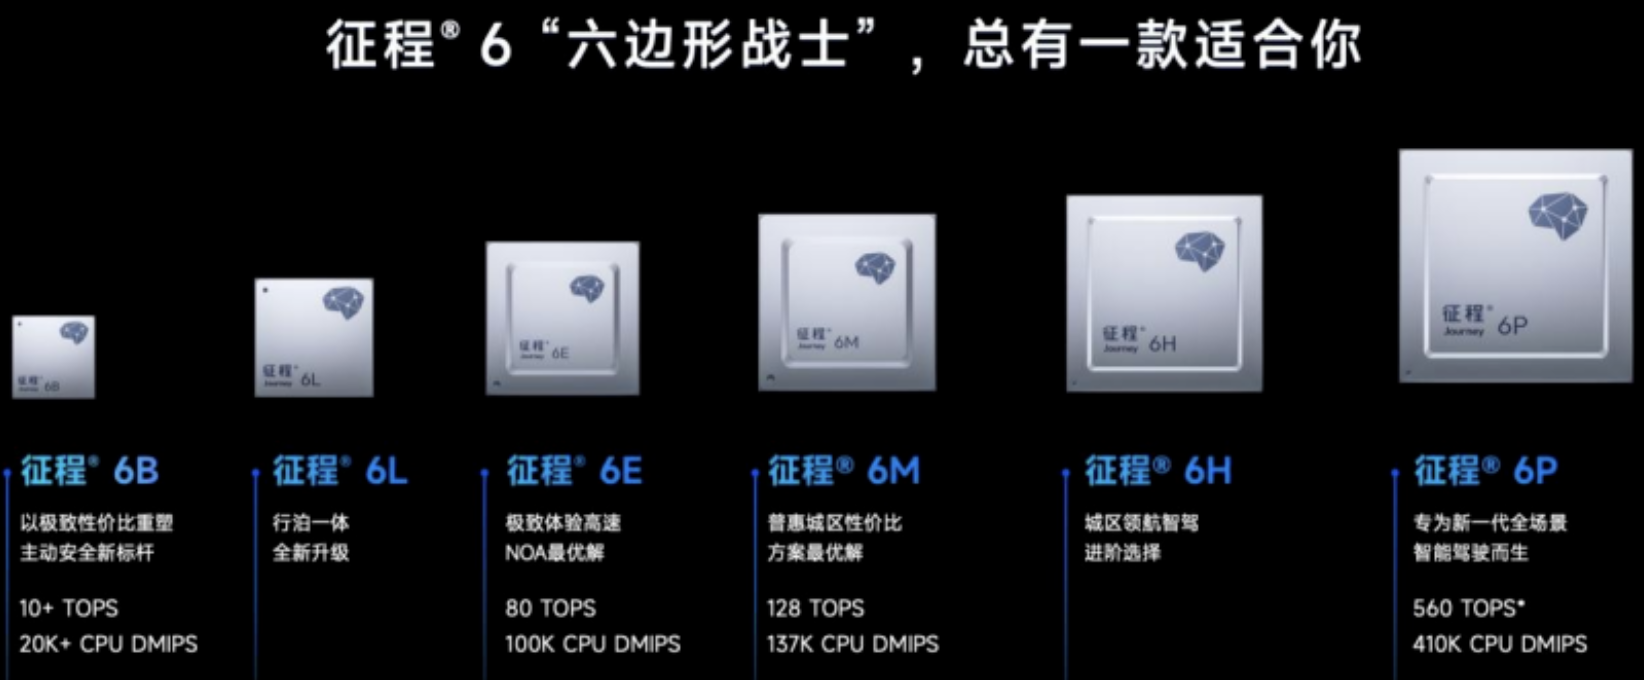 征程® 6 “六边形战士”，总有一款适合你
征程®
Journey 6B
征程®
Journey 6L
征程®
Journey 6E
征程®
Journey 6M
征程®
Journey 6H
征程®
Journey 6P
征程® 6B
以极致性价比重塑
主动安全新标杆
10+ TOPS
20K+ CPU DMIPS
征程® 6L
行泊一体
全新升级
征程® 6E
极致体验高速
NOA最优解
80 TOPS
100K CPU DMIPS
征程® 6M
普惠城区性价比
方案最优解
128 TOPS
137K CPU DMIPS
征程® 6H
城区领航智驾
进阶选择
征程® 6P
专为新一代全场景
智能驾驶而生
560 TOPS*
410K CPU DMIPS